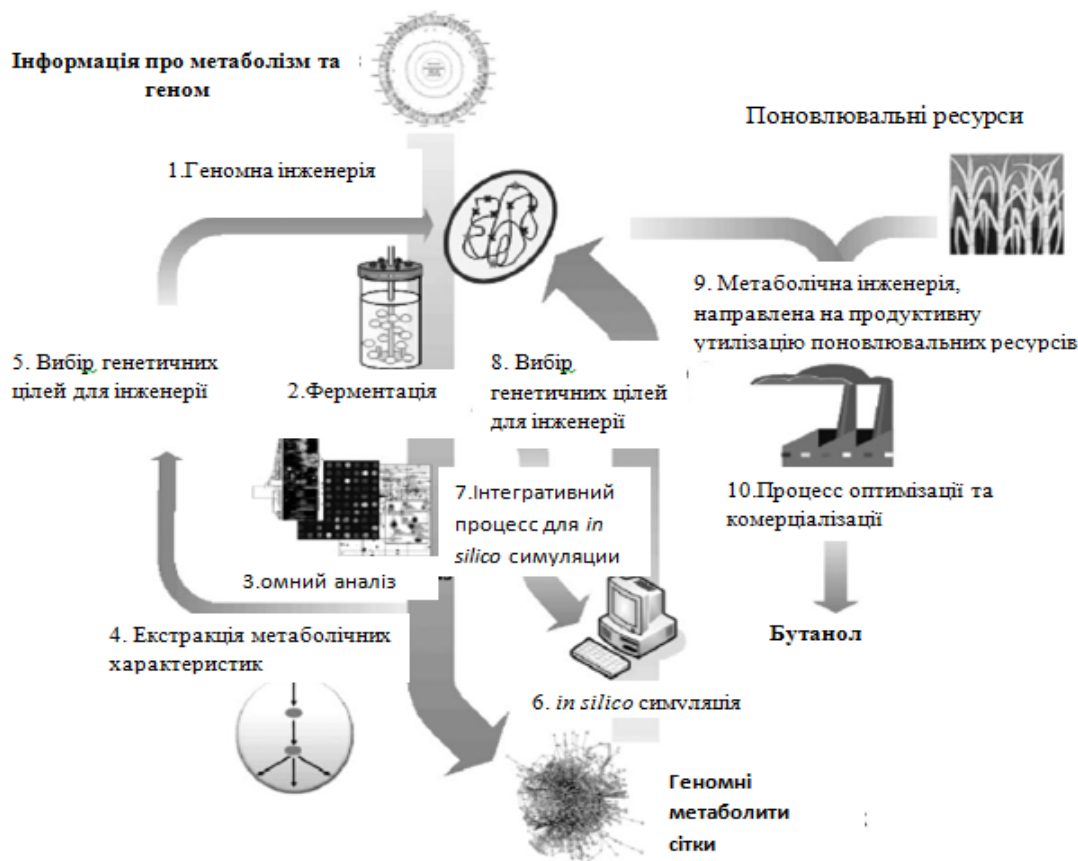 Інформація про метаболізм та
геном
Поновлювальні ресурси
1.Геномна інженерія
9. Метаболічна інженерія,
направлена на продуктивну
утилізацію поновлювальних ресурсів
5. Вибір генетичних
цілей для інженерії
2.Ферментація
8. Вибір
генетичних цілей
для інженерії
7.Інтегративний
процес для in
silico симуляции
10.Процесс оптимізації та
комерціалізації
3.омний аналіз
4. Екстракція метаболічних
характеристик
Бутанол
6. in silico симуляція
Геномні
метаболити
сітки